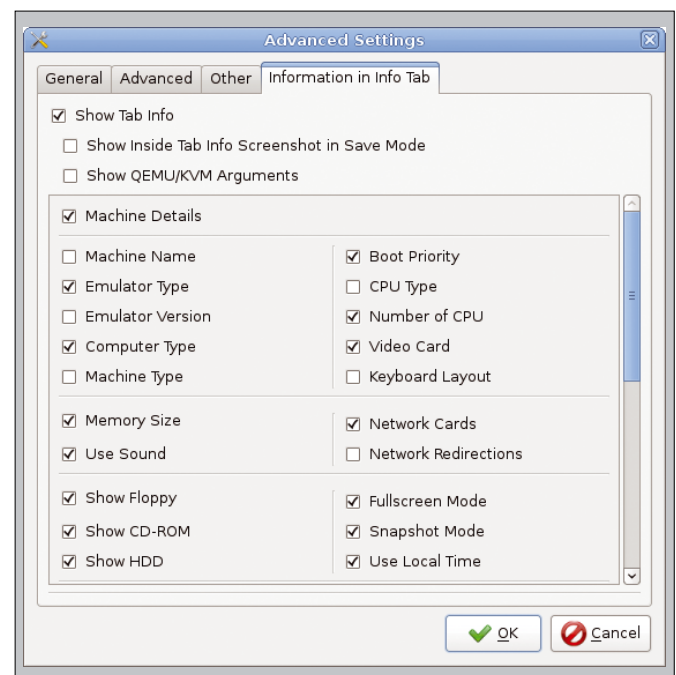 Advanced Settings
General Advanced Other Information in Info Tab
Show Tab Info
Show Inside Tab Info Screenshot in Save Mode
Show QEMU/KVM Arguments
Machine Details
Machine Name
Emulator Type
Emulator Version
Computer Type
Machine Type
Boot Priority
CPU Type
Number of CPU
Video Card
Keyboard Layout
Memory Size
Use Sound
Network Cards
Network Redirections
Show Floppy
Show CD-ROM
Show HDD
Fullscreen Mode
Snapshot Mode
Use Local Time
OK Cancel